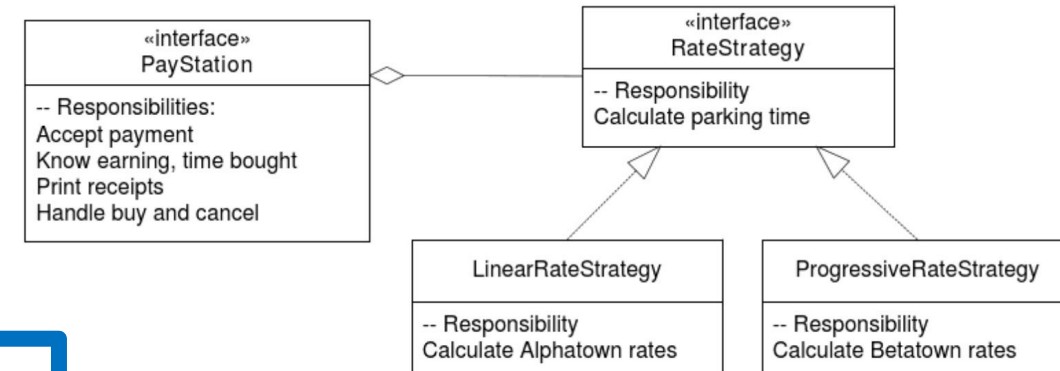 «interface»
PayStation
-- Responsibilities:
Accept payment
Know earning, time bought
Print receipts
Handle buy and cancel
«interface»
RateStrategy
-- Responsibility
Calculate parking time
LinearRateStrategy
-- Responsibility
Calculate Alphatown rates
ProgressiveRateStrategy
-- Responsibility
Calculate Betatown rates